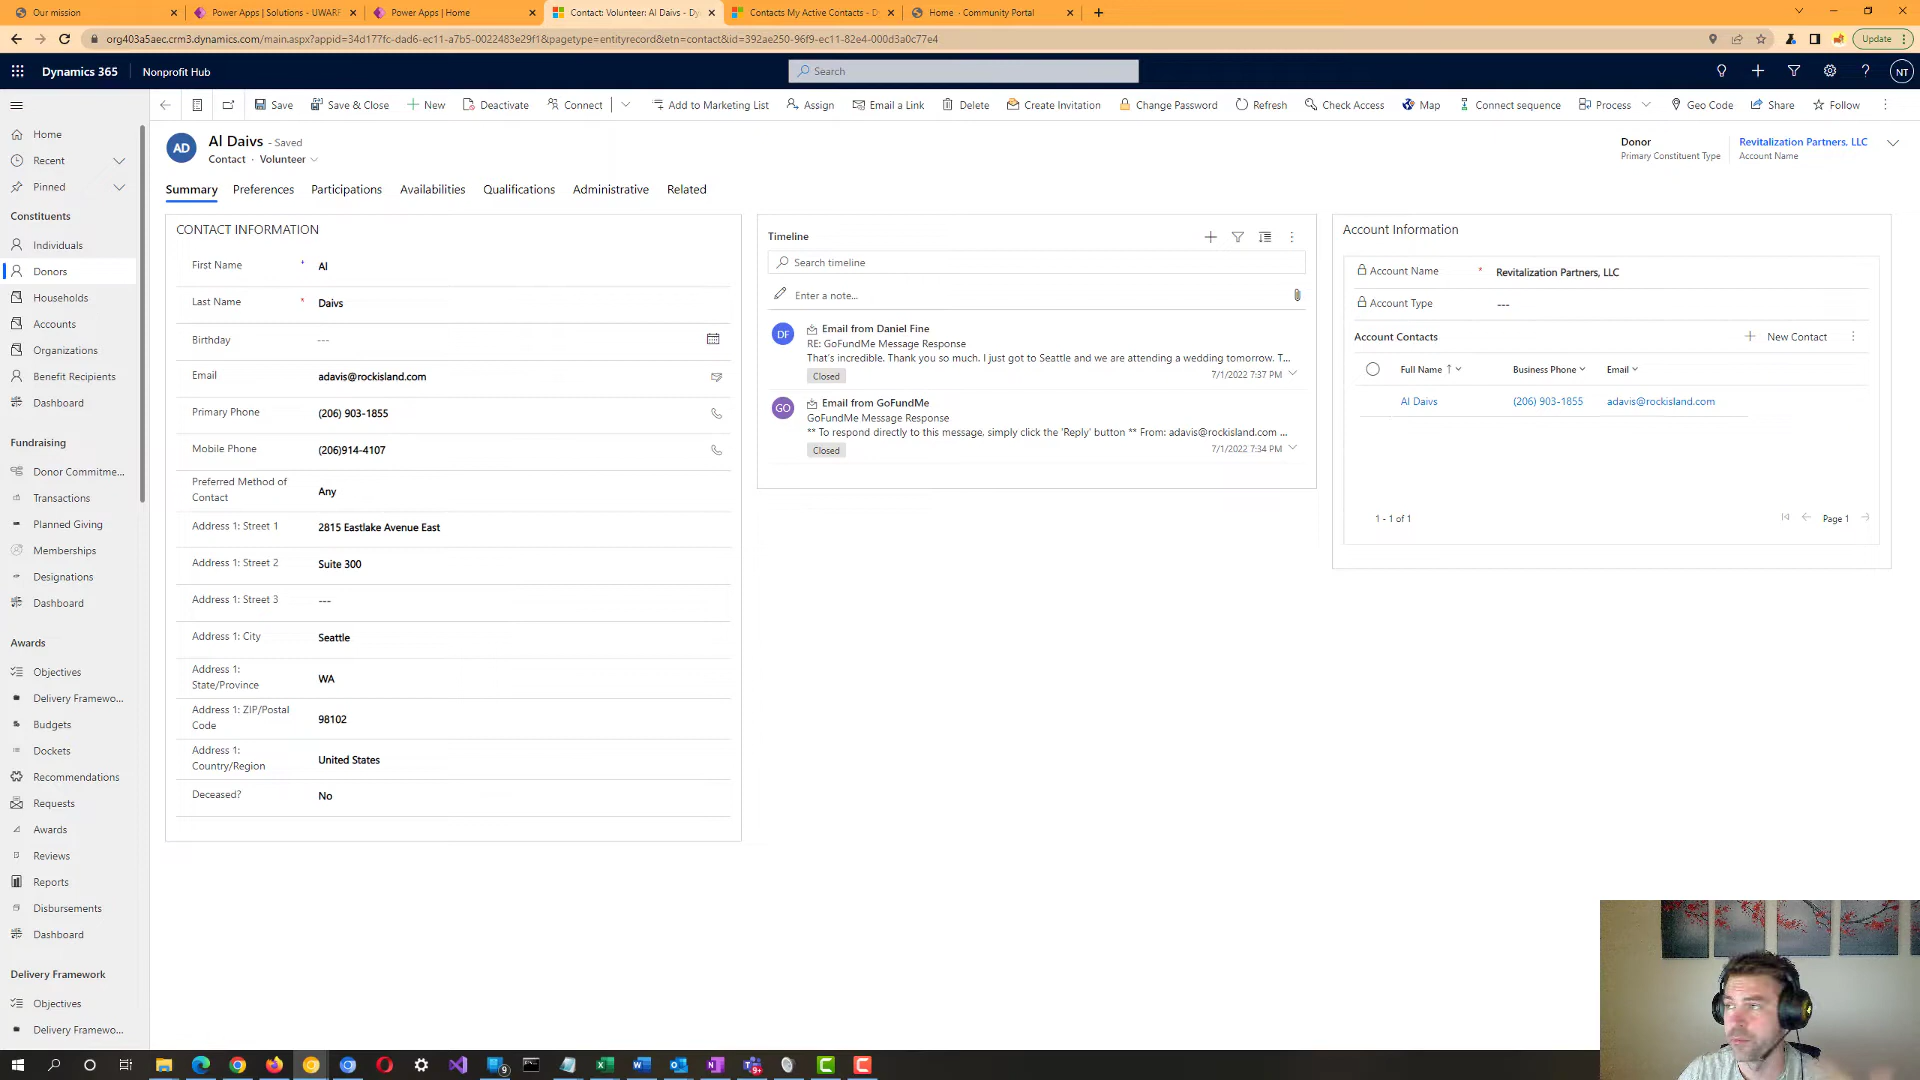 Our mission
Power Apps | Solutions - UWARF
Power Apps | Home
Contact: Volunteer: Al Daivs - Dy
Contacts My Active Contacts - D
Home · Community Portal
org403a5aec.crm3.dynamics.com/main.aspx?appid=34d177fc-dad6-ec11-a7b5-0022483e29f1&pagetype=entityrecord&etn=contact&id=392ae250-96f9-ec11-82e4-000d3a0c77e4
Update
Dynamics 365
Nonprofit Hub
Search
NT
Save
Save & Close
New
Deactivate
Connect
Add to Marketing List
Assign
Email a Link
Delete
Create Invitation
Change Password
Refresh
Check Access
Map
Connect sequence
Process
Geo Code
Share
Follow
Home
Recent
Pinned
Constituents
Individuals
Donors
Households
Accounts
Organizations
Benefit Recipients
Dashboard
Fundraising
Donor Commitme...
Transactions
Planned Giving
Memberships
Designations
Dashboard
Awards
Objectives
Delivery Framewo...
Budgets
Dockets
Recommendations
Requests
Awards
Reviews
Reports
Disbursements
Dashboard
Delivery Framework
Objectives
Delivery Framewo...
AD
Al Daivs - Saved
Contact · Volunteer
Donor
Primary Constituent Type
Revitalization Partners, LLC
Account Name
Summary
Preferences
Participations
Availabilities
Qualifications
Administrative
Related
CONTACT INFORMATION
First Name + Al
Last Name * Daivs
Birthday ---
Email adavis@rockisland.com
Primary Phone (206) 903-1855
Mobile Phone (206)914-4107
Preferred Method of
Contact Any
Address 1: Street 1 2815 Eastlake Avenue East
Address 1: Street 2 Suite 300
Address 1: Street 3 ---
Address 1: City Seattle
Address 1:
State/Province WA
Address 1: ZIP/Postal
Code 98102
Address 1:
Country/Region United States
Deceased? No
Timeline
Search timeline
Enter a note...
DF
Email from Daniel Fine
RE: GoFundMe Message Response
That's incredible. Thank you so much. I just got to Seattle and we are attending a wedding tomorrow. T...
Closed
7/1/2022 7:37 PM
GO
Email from GoFundMe
GoFundMe Message Response
** To respond directly to this message, simply click the 'Reply' button ** From: adavis@rockisland.com ...
Closed
7/1/2022 7:34 PM
Account Information
Account Name * Revitalization Partners, LLC
Account Type ---
Account Contacts
New Contact
Full Name ↑
Business Phone
Email
Al Daivs
(206) 903-1855
adavis@rockisland.com
1 - 1 of 1
Page 1
9
9+